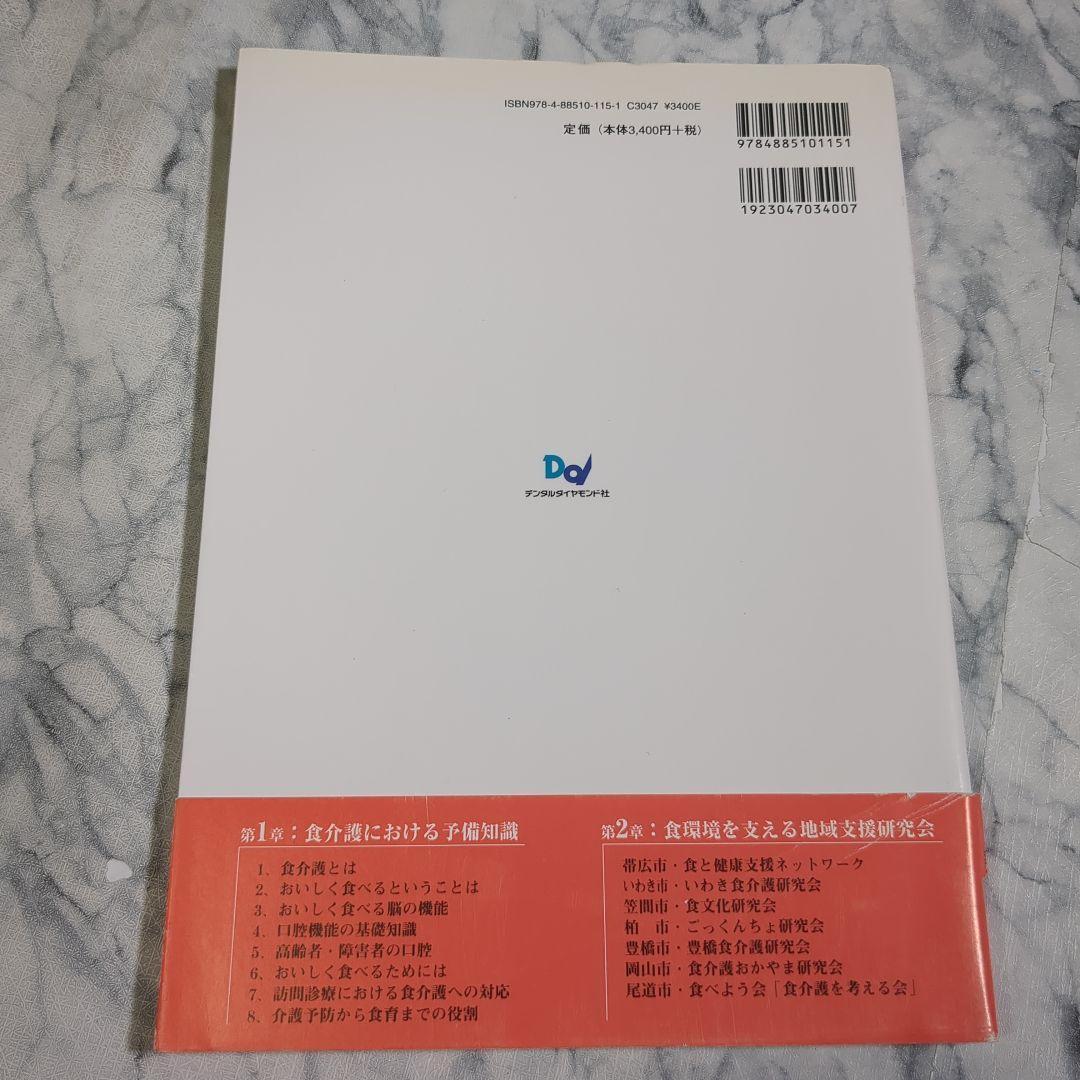 ISBN978-4-88510-115-1 C3047 ¥3400E
定価（本体3,400円＋税）
9784885101151
1923047034007
Dd
デンタルダイヤモンド社
第1章：食介護における予備知識
1、食介護とは
2、おいしく食べるということは
3、おいしく食べる脳の機能
4、口腔機能の基礎知識
5、高齢者・障害者の口腔
6、おいしく食べるためには
7、訪問診療における食介護への対応
8、介護予防から食育までの役割
第2章：食環境を支える地域支援研究会
帯広市・食と健康支援ネットワーク
いわき市・いわき食介護研究会
笠間市・食文化研究会
柏　市・ごっくんちょ研究会
豊橋市・豊橋食介護研究会
岡山市・食介護おかやま研究会
尾道市・食べよう会「食介護を考える会」